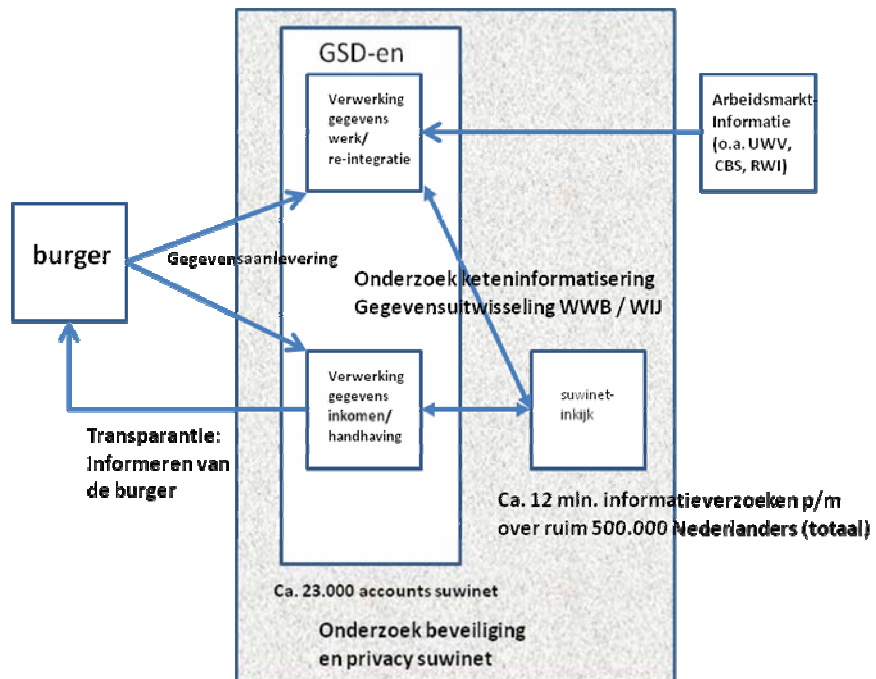 GSD-en
Verwerking
gegevens
werk/
re-integratie
Arbeidsmarkt-
Informatie
(o.a. UWV,
CBS, RWI)
burger
Gegevensaanlevering
Onderzoek keteninformatisering
Gegevensuitwisseling WWB / WIJ
Verwerking
gegevens
inkomen/
handhaving
suwinet-
inkijk
Transparantie:
Informeren van
de burger
Ca. 12 mln. informatieverzoeken p/m
over ruim 500.000 Nederlanders (totaal)
Ca. 23.000 accounts suwinet
Onderzoek beveiliging
en privacy suwinet